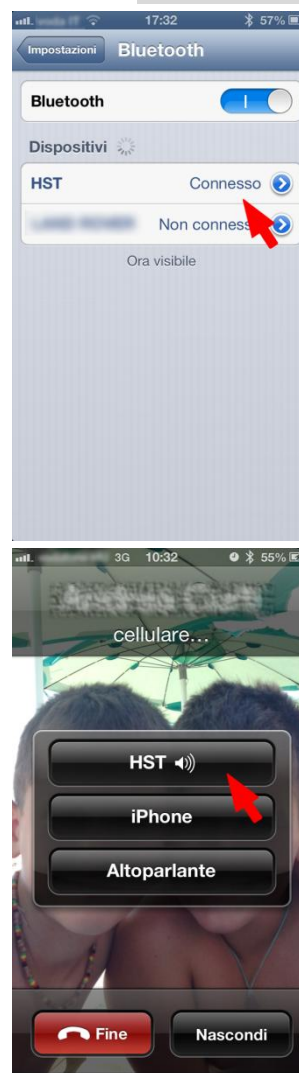 17:32
57%
Impostazioni
Bluetooth
Bluetooth
Dispositivi
HST
Connesso
Non connesso
Ora visibile
3G 10:32
55%
cellulare...
HST
iPhone
Altoparlante
Fine
Nascondi